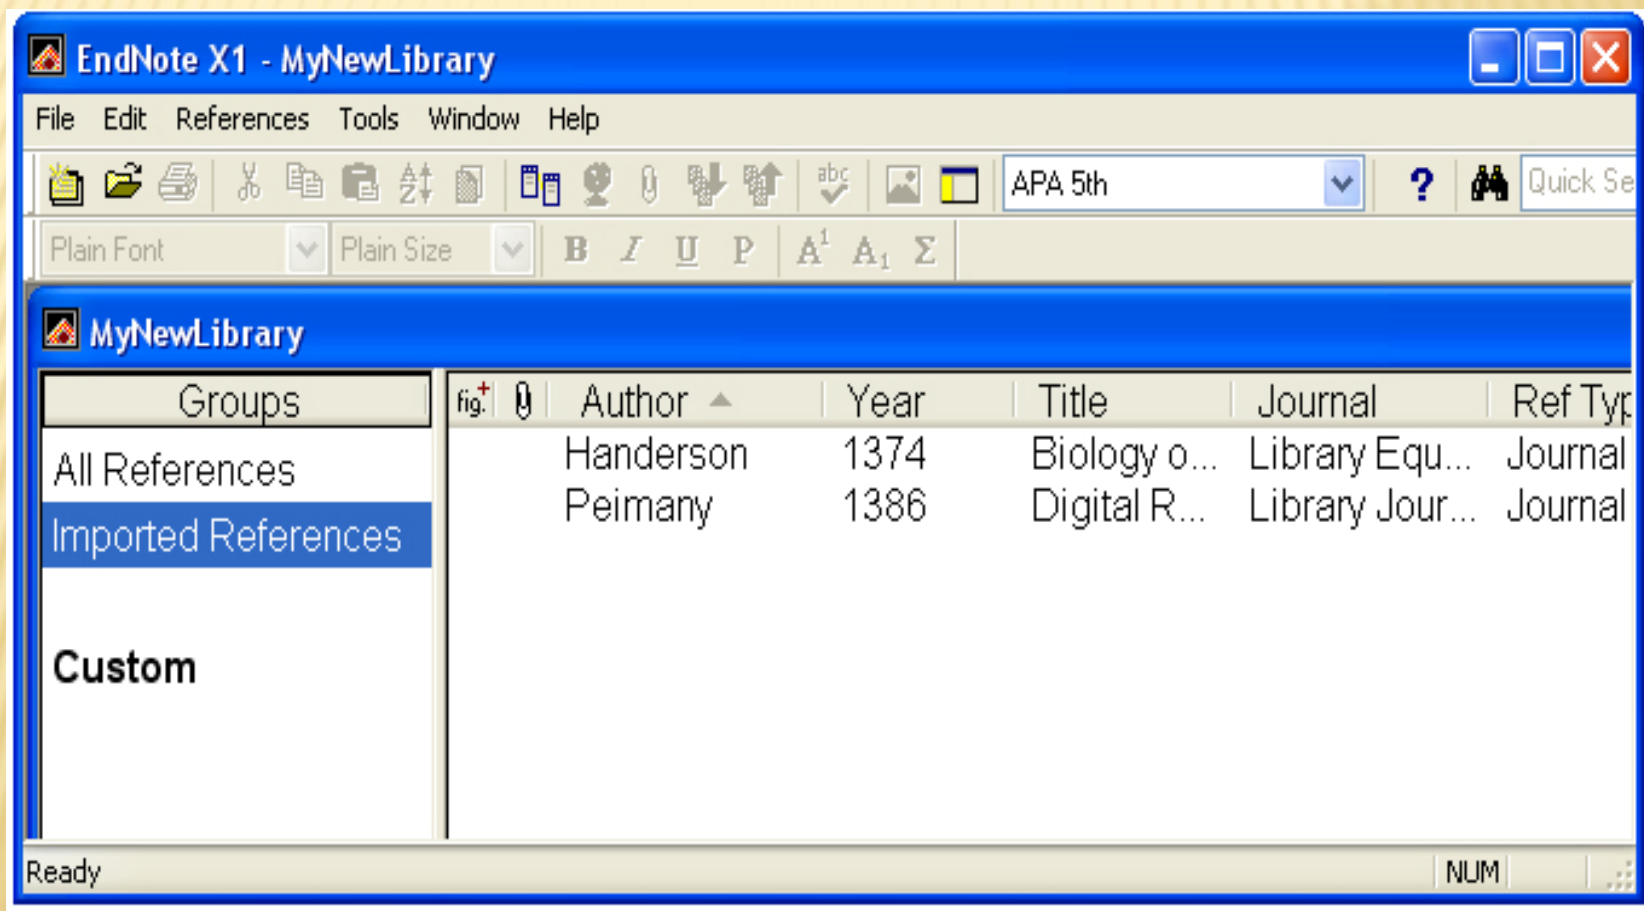 EndNote X1 - MyNewLibrary
File Edit References Tools Window Help
APA 5th ? Quick Se
Plain Font Plain Size B I U P A¹ A₁ Σ
MyNewLibrary
Groups fig.+ Author Year Title Journal Ref Typ
All References
Imported References
Custom
Handerson 1374 Biology o... Library Equ... Journal
Peimany 1386 Digital R... Library Jour... Journal
Ready NUM